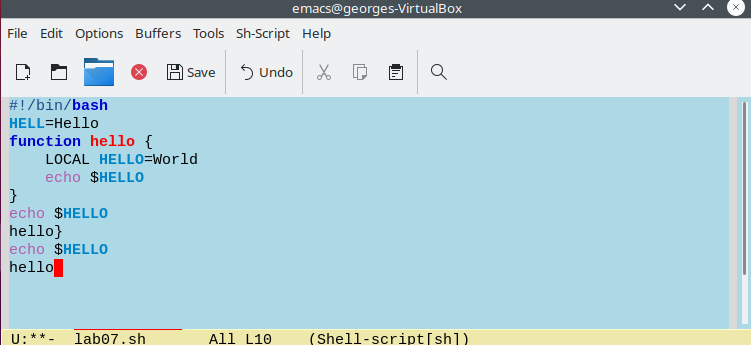 emacs@georges-VirtualBox
File Edit Options Buffers Tools Sh-Script Help
Save Undo
#!/bin/bash
HELL=Hello
function hello {
    LOCAL HELLO=World
    echo $HELLO
}
echo $HELLO
hello}
echo $HELLO
hello
U:**-  lab07.sh       All L10    (Shell-script[sh])